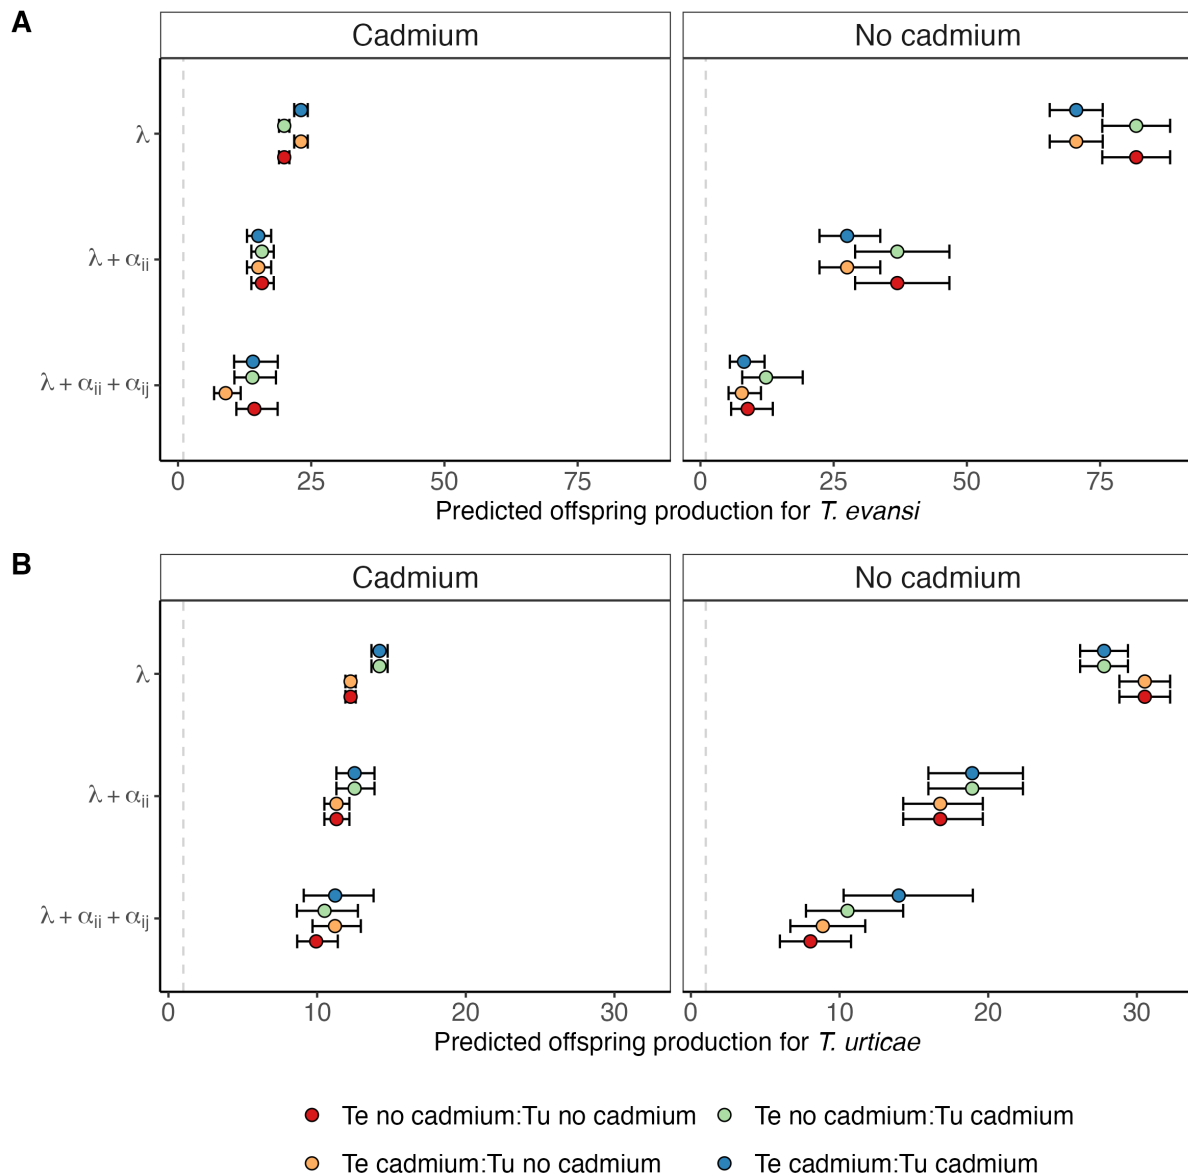 A
Cadmium
No cadmium
λ
λ + αii
λ + αii + αij
0 25 50 75 0 25 50 75
Predicted offspring production for T. evansi
B
Cadmium
No cadmium
λ
λ + αii
λ + αii + αij
0 10 20 30 0 10 20 30
Predicted offspring production for T. urticae
Te no cadmium:Tu no cadmium
Te no cadmium:Tu cadmium
Te cadmium:Tu no cadmium
Te cadmium:Tu cadmium